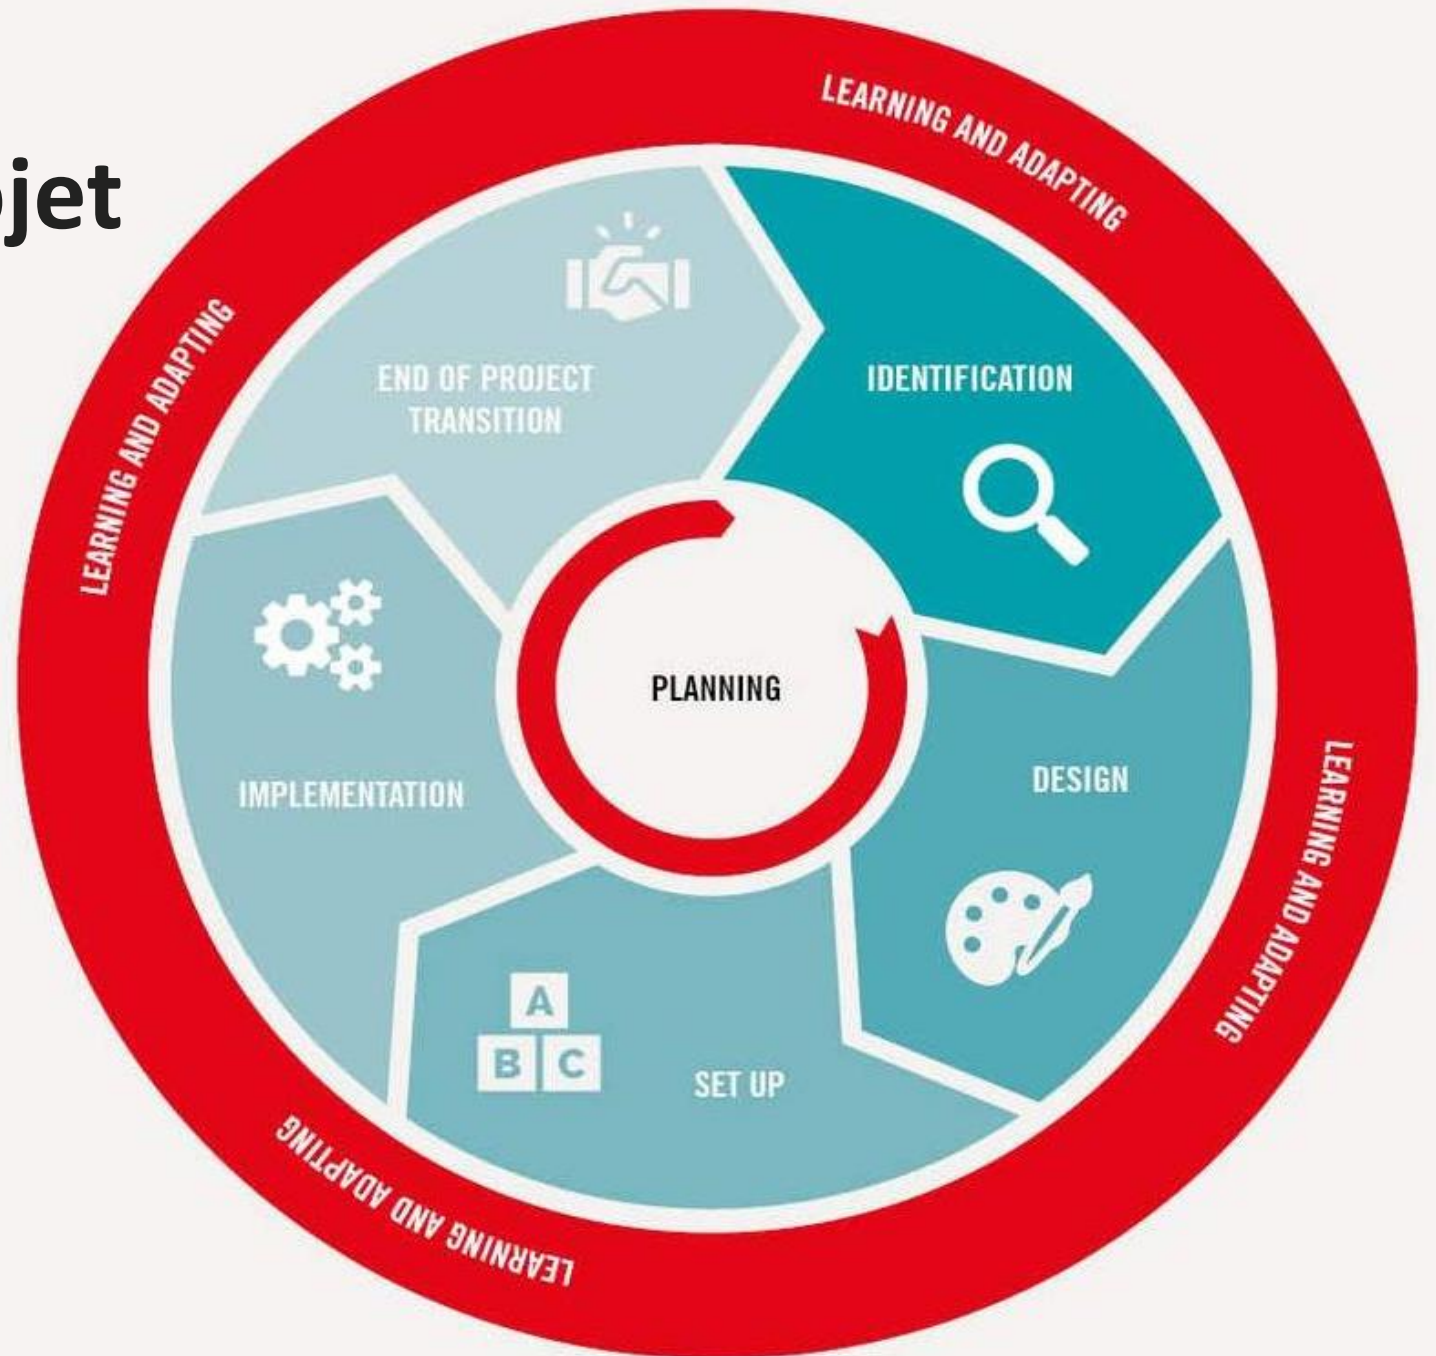 ojet
LEARNING AND ADAPTING
LEARNING AND ADAPTING
END OF PROJECT
TRANSITION
IDENTIFICATION
PLANNING
IMPLEMENTATION
DESIGN
LEARNING AND ADAPTING
A
B C
SET UP
LEARNING AND ADAPTING